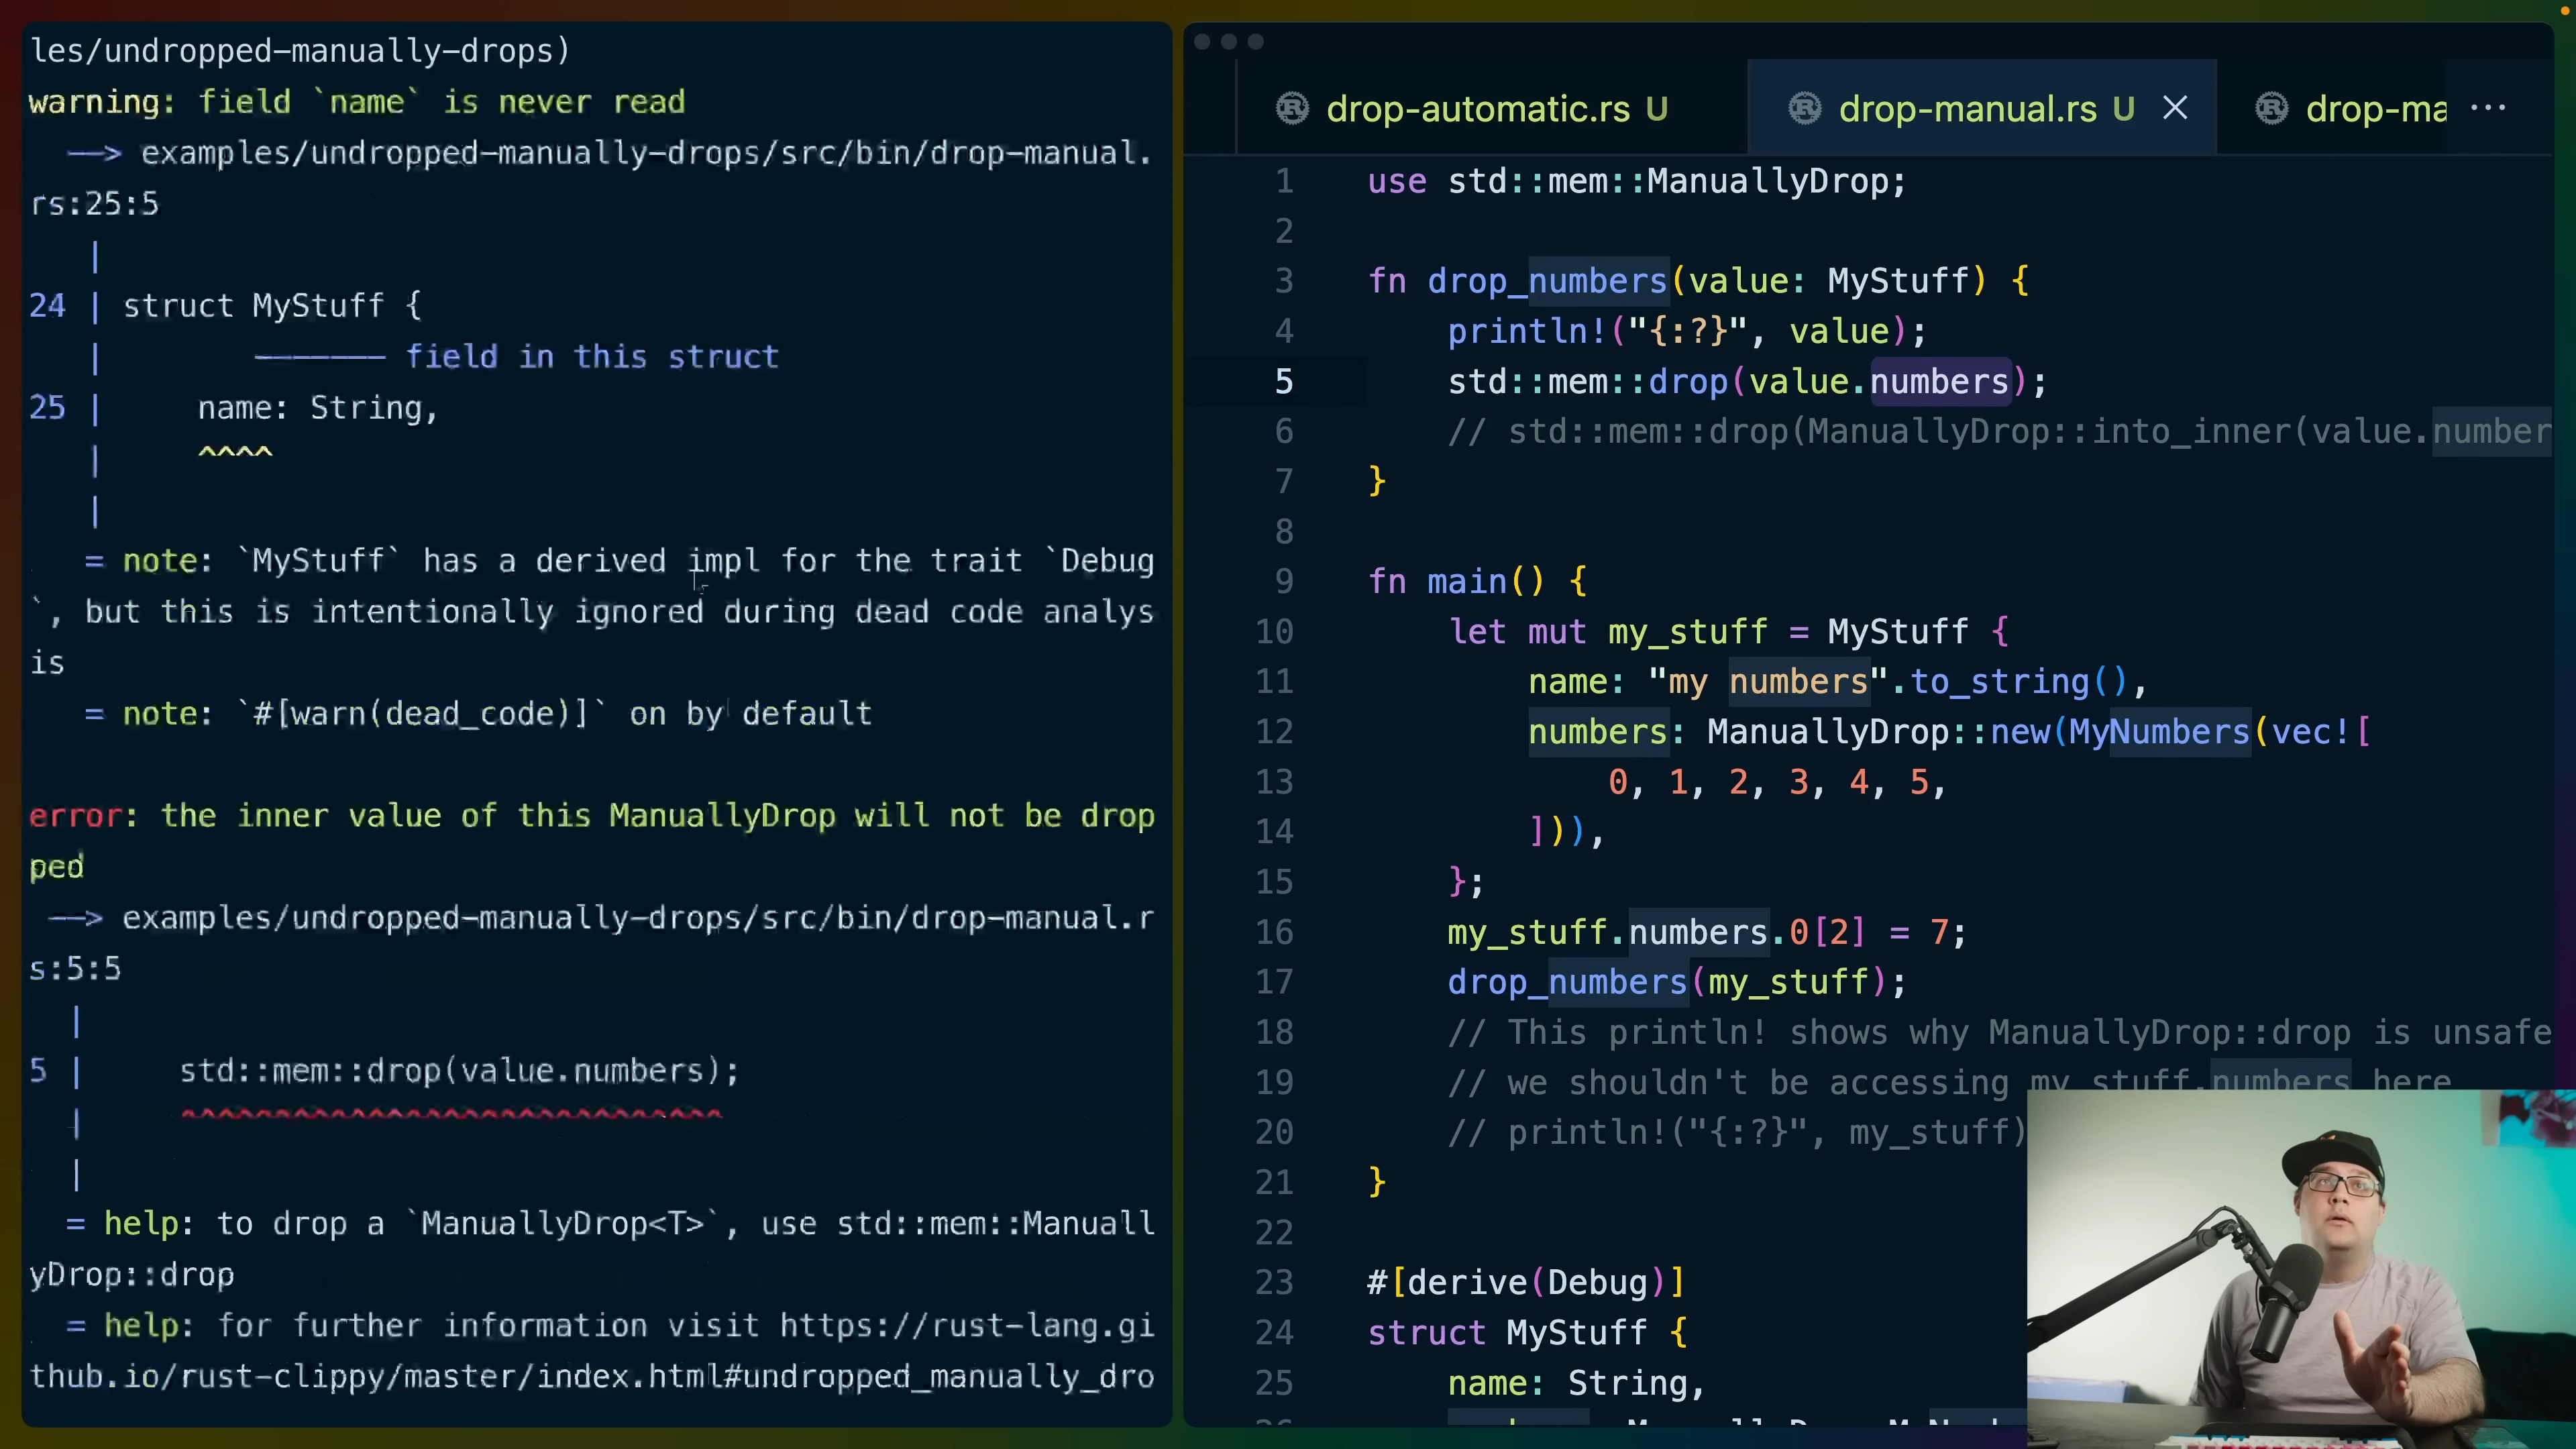 les/undropped-manually-drops)
warning: field `name` is never read
--> examples/undropped-manually-drops/src/bin/drop-manual.
rs:25:5
|
24 | struct MyStuff {
| ------- field in this struct
25 | name: String,
| ^^^^
|
= note: `MyStuff` has a derived impl for the trait `Debug
`, but this is intentionally ignored during dead code analys
is
= note: `#[warn(dead_code)]` on by default
error: the inner value of this ManuallyDrop will not be drop
ped
--> examples/undropped-manually-drops/src/bin/drop-manual.r
s:5:5
|
5 | std::mem::drop(value.numbers);
| ^^^^^^^^^^^^^^^^^^^^^^^^^^^^^
|
= help: to drop a `ManuallyDrop<T>`, use std::mem::Manuall
yDrop::drop
= help: for further information visit https://rust-lang.gi
thub.io/rust-clippy/master/index.html#undropped_manually_dro
drop-automatic.rs U
drop-manual.rs U
drop-ma ...
1 use std::mem::ManuallyDrop;
2
3 fn drop_numbers(value: MyStuff) {
4 println!("{:?}", value);
5 std::mem::drop(value.numbers);
6 // std::mem::drop(ManuallyDrop::into_inner(value.number
7 }
8
9 fn main() {
10 let mut my_stuff = MyStuff {
11 name: "my numbers".to_string(),
12 numbers: ManuallyDrop::new(MyNumbers(vec![
13 0, 1, 2, 3, 4, 5,
14 ])),
15 };
16 my_stuff.numbers.0[2] = 7;
17 drop_numbers(my_stuff);
18 // This println! shows why ManuallyDrop::drop is unsafe
19 // we shouldn't be accessing my_stuff.numbers here
20 // println!("{:?}", my_stuff)
21 }
22
23 #[derive(Debug)]
24 struct MyStuff {
25 name: String,